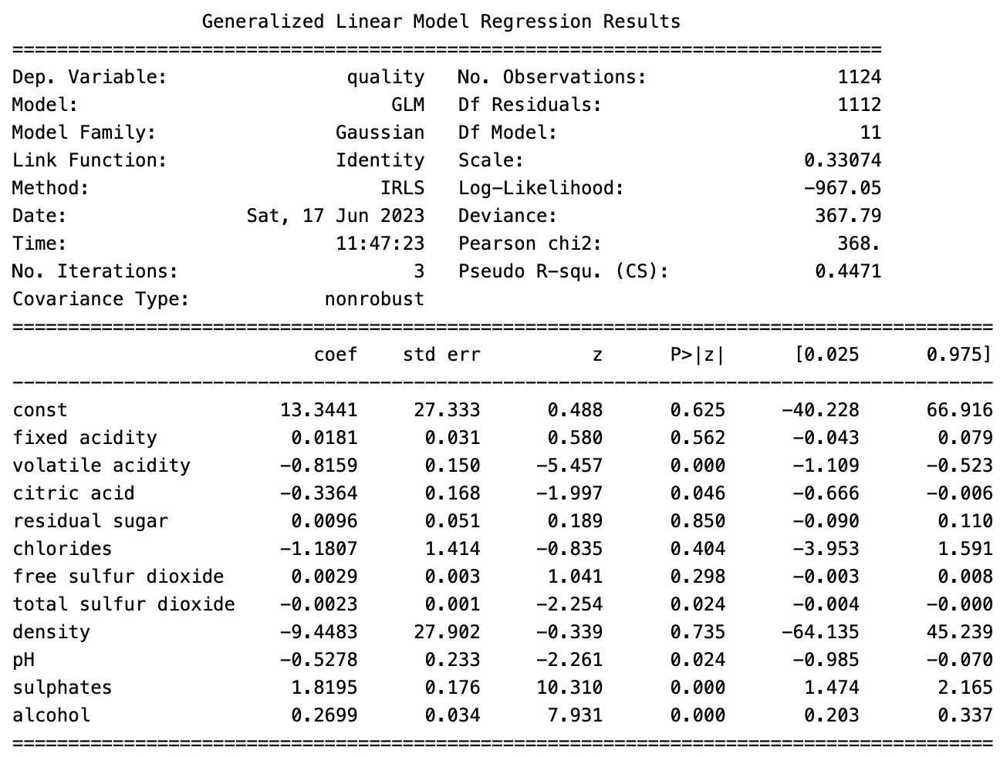 Generalized Linear Model Regression Results
==============================================================================
Dep. Variable:                quality   No. Observations:                 1124
Model:                            GLM   Df Residuals:                     1112
Model Family:                Gaussian   Df Model:                           11
Link Function:               Identity   Scale:                         0.33074
Method:                          IRLS   Log-Likelihood:                -967.05
Date:                Sat, 17 Jun 2023   Deviance:                       367.79
Time:                        11:47:23   Pearson chi2:                     368.
No. Iterations:                     3   Pseudo R-squ. (CS):             0.4471
Covariance Type:            nonrobust
========================================================================================
                           coef    std err          z      P>|z|      [0.025      0.975]
----------------------------------------------------------------------------------------
const                   13.3441     27.333      0.488      0.625     -40.228      66.916
fixed acidity            0.0181      0.031      0.580      0.562      -0.043       0.079
volatile acidity        -0.8159      0.150     -5.457      0.000      -1.109      -0.523
citric acid             -0.3364      0.168     -1.997      0.046      -0.666      -0.006
residual sugar           0.0096      0.051      0.189      0.850      -0.090       0.110
chlorides               -1.1807      1.414     -0.835      0.404      -3.953       1.591
free sulfur dioxide      0.0029      0.003      1.041      0.298      -0.003       0.008
total sulfur dioxide    -0.0023      0.001     -2.254      0.024      -0.004      -0.000
density                 -9.4483     27.902     -0.339      0.735     -64.135      45.239
pH                      -0.5278      0.233     -2.261      0.024      -0.985      -0.070
sulphates                1.8195      0.176     10.310      0.000       1.474       2.165
alcohol                  0.2699      0.034      7.931      0.000       0.203       0.337
========================================================================================